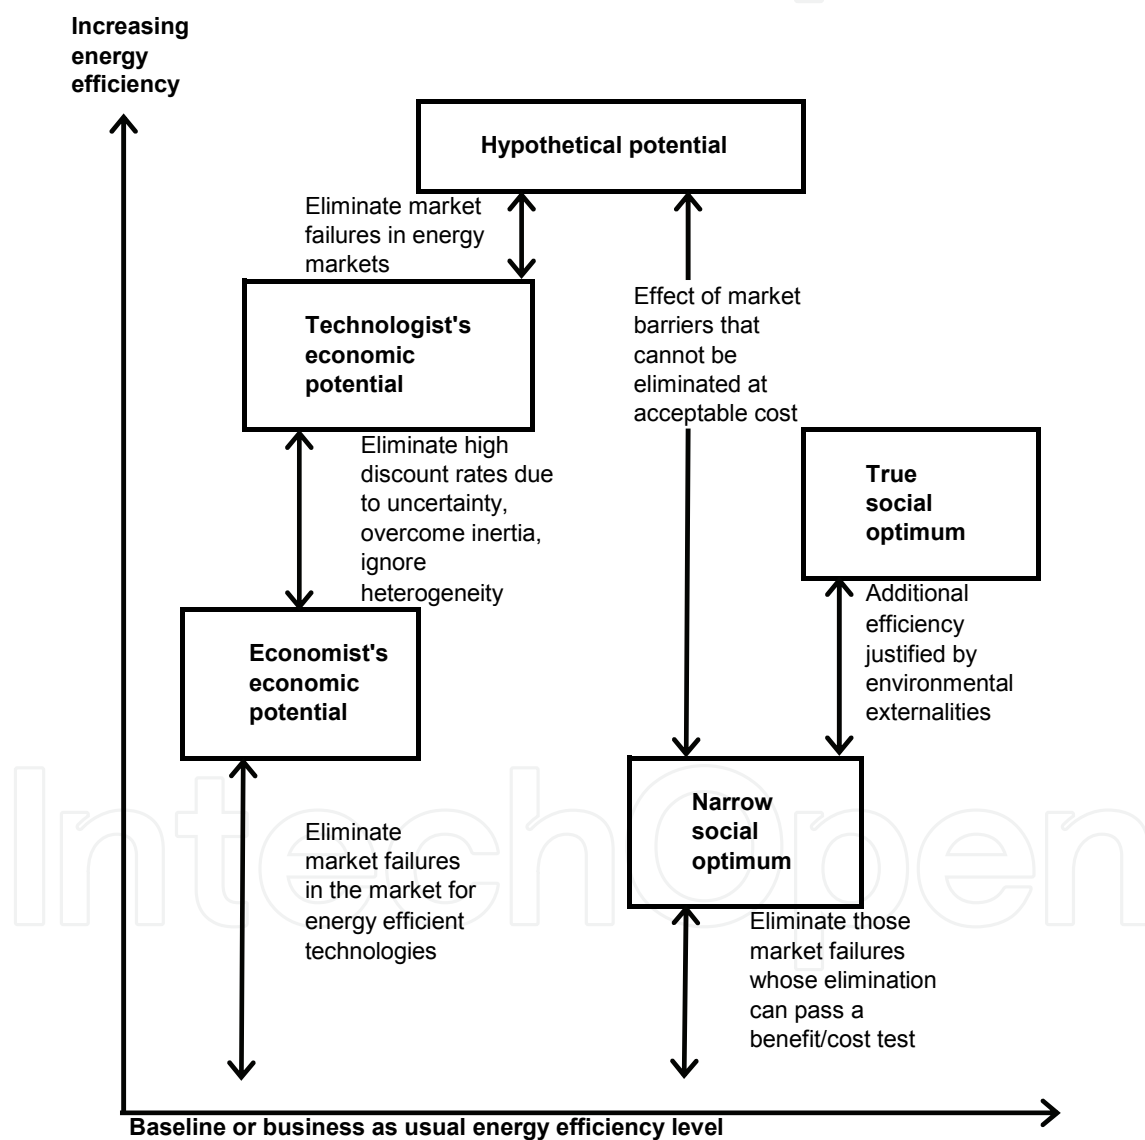 Increasing
energy
efficiency
Hypothetical potential
Eliminate market
failures in energy
markets
Technologist's
economic
potential
Effect of market
barriers that
cannot be
eliminated at
acceptable cost
Eliminate high
discount rates due
to uncertainty,
overcome inertia,
ignore
heterogeneity
True
social
optimum
Additional
efficiency
justified by
environmental
externalities
Economist's
economic
potential
Narrow
social
optimum
IntechOpen
Eliminate
market failures
in the market for
energy efficient
technologies
Eliminate those
market failures
whose elimination
can pass a
benefit/cost test
Baseline or business as usual energy efficiency level